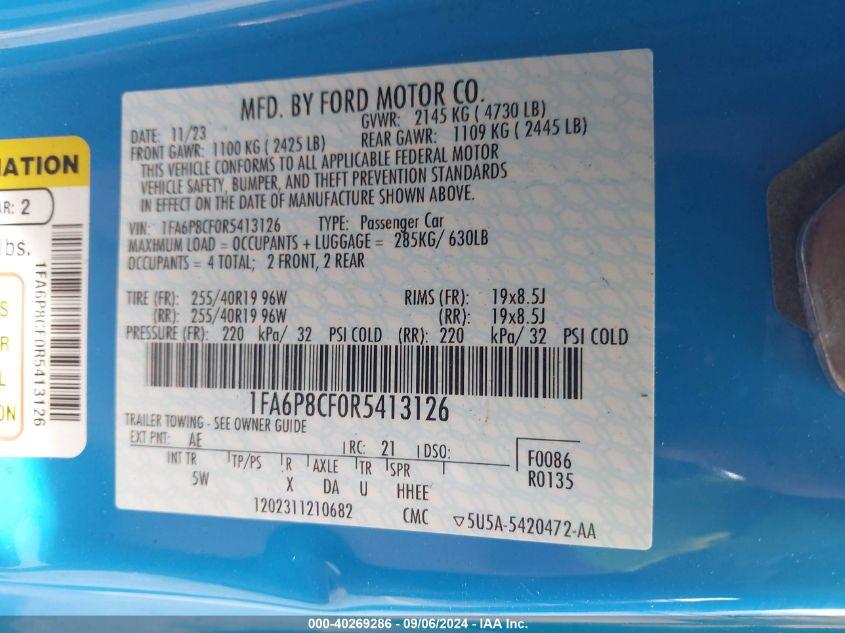 MFD. BY FORD MOTOR CO.
DATE: 11/23 GVWR: 2145 KG ( 4730 LB)
FRONT GAWR: 1100 KG ( 2425 LB) REAR GAWR: 1109 KG ( 2445 LB)
THIS VEHICLE CONFORMS TO ALL APPLICABLE FEDERAL MOTOR
VEHICLE SAFETY, BUMPER, AND THEFT PREVENTION STANDARDS
IN EFFECT ON THE DATE OF MANUFACTURE SHOWN ABOVE.
VIN: 1FA6P8CF0R5413126 TYPE: Passenger Car
MAXIMUM LOAD = OCCUPANTS + LUGGAGE = 285KG/ 630LB
OCCUPANTS = 4 TOTAL; 2 FRONT, 2 REAR
TIRE (FR): 255/40R19 96W RIMS (FR): 19x8.5J
(RR): 255/40R19 96W (RR): 19x8.5J
PRESSURE (FR): 220 kPa/ 32 PSI COLD (RR): 220 kPa/ 32 PSI COLD
1FA6P8CF0R5413126
TRAILER TOWING - SEE OWNER GUIDE
EXT PNT: AE RC: 21 DSO: F0086
INT TR TP/PS R AXLE TR SPR R0135
5W X DA U HHEE
1202311210682 CMC ▽5U5A-5420472-AA
MATION
AR: 2
lbs.
1FA6P8CF0R5413126
S
R
L
ON
000-40269286 - 09/06/2024 - IAA Inc.